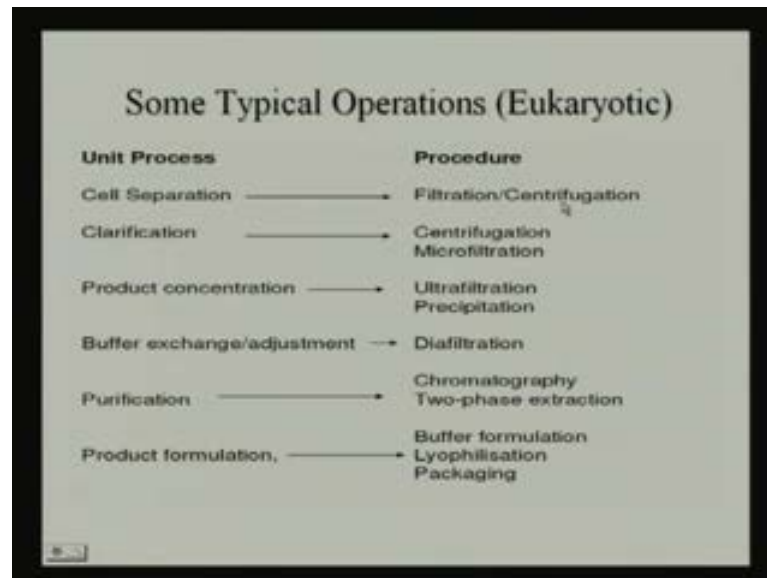 Some Typical Operations (Eukaryotic)
Unit Process Procedure
Cell Separation Filtration/Centrifugation
Clarification Centrifugation
Microfiltration
Product concentration Ultrafiltration
Precipitation
Buffer exchange/adjustment Diafiltration
Chromatography
Purification Two-phase extraction
Buffer formulation
Product formulation, Lyophilisation
Packaging